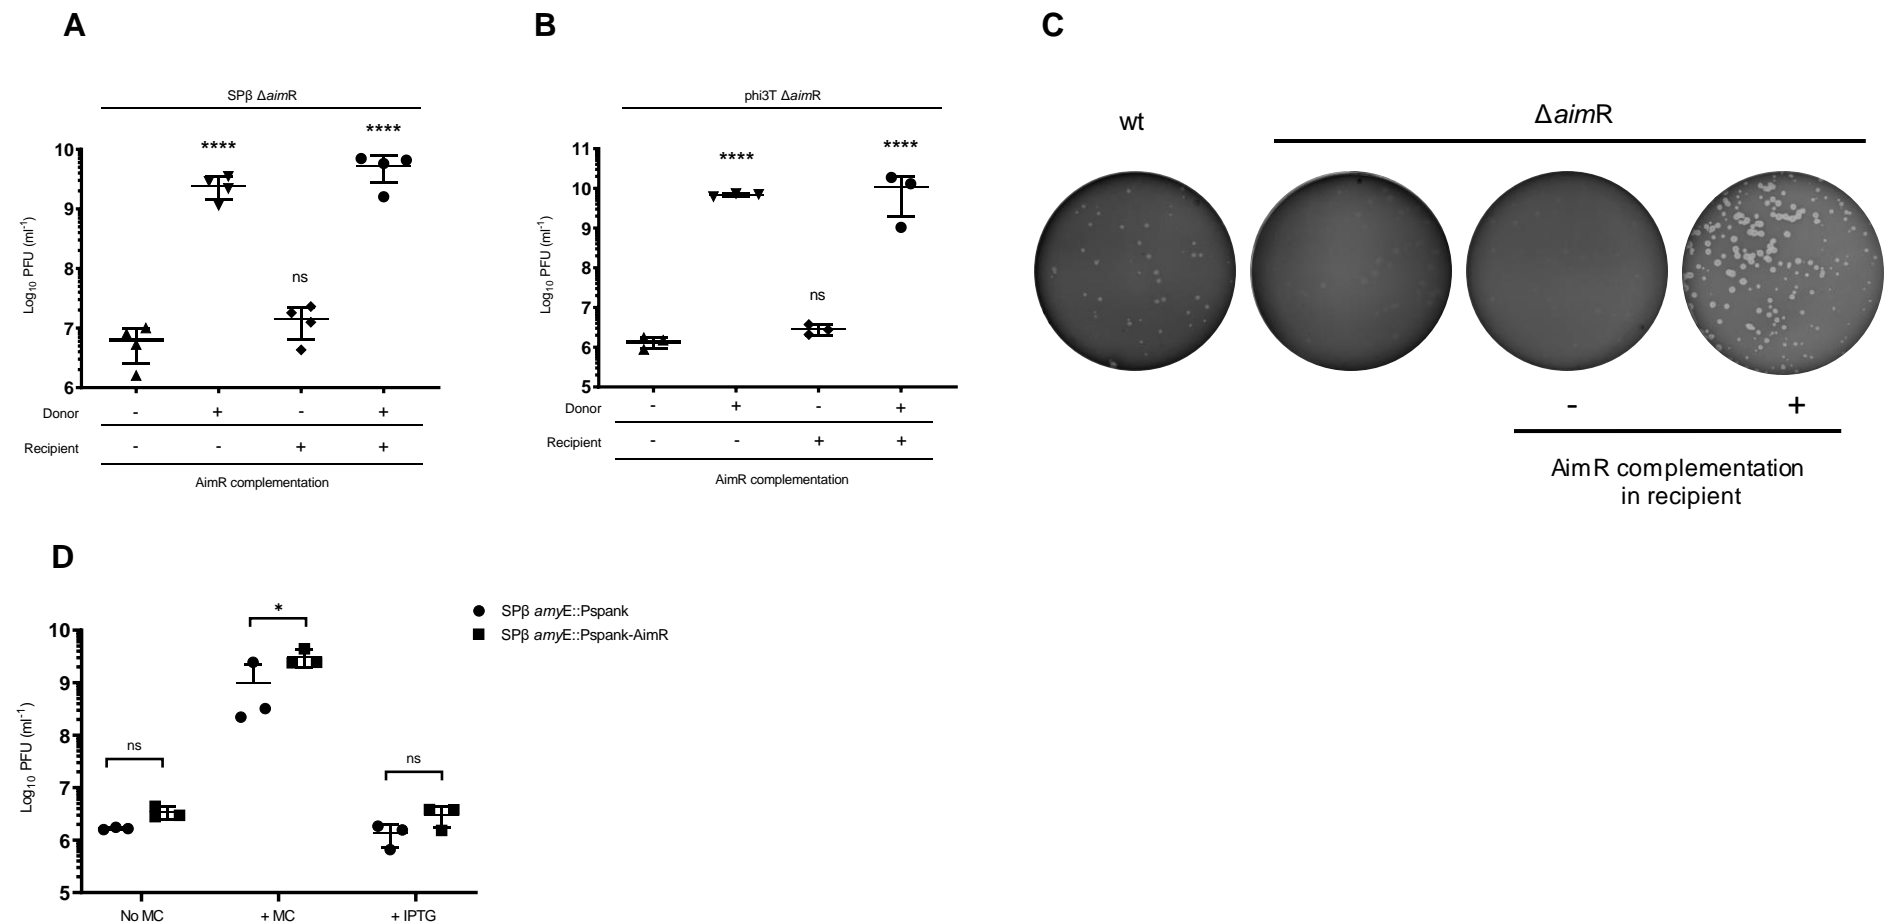 A
SPβ ΔaimR
****
****
ns
10
9
8
7
6
Log10 PFU (ml-1)
Donor - + - +
Recipient - - + +
AimR complementation
B
phi3T ΔaimR
****
****
ns
11
10
9
8
7
6
5
Log10 PFU (ml-1)
Donor - + - +
Recipient - - + +
AimR complementation
C
wt
ΔaimR
- +
AimR complementation
in recipient
D
SPβ amyE::Pspank
SPβ amyE::Pspank-AimR
*
ns
ns
10
9
8
7
6
5
Log10 PFU (ml-1)
No MC + MC + IPTG